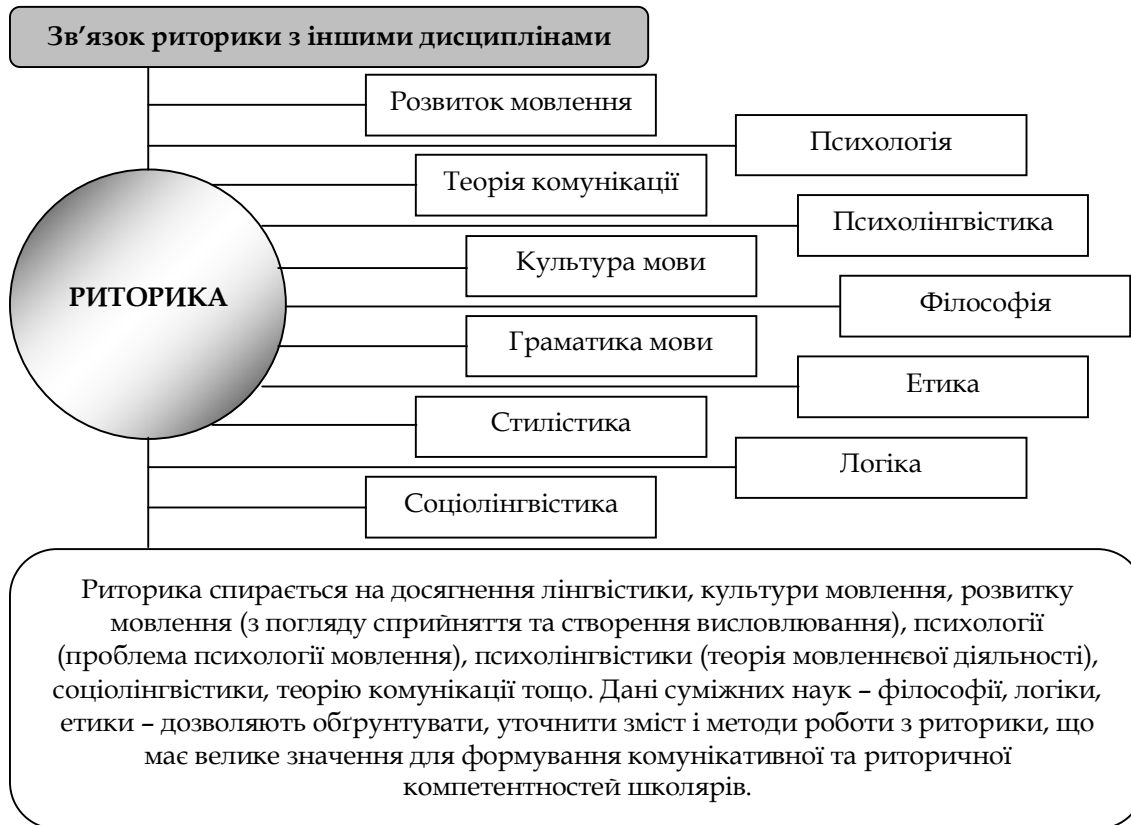 Зв’язок риторики з іншими дисциплінами
Розвиток мовлення
Психологія
Теорія комунікації
Психолінгвістика
Культура мови
РИТОРИКА
Філософія
Граматика мови
Етика
Стилістика
Логіка
Соціолінгвістика
Риторика спирається на досягнення лінгвістики, культури мовлення, розвитку
мовлення (з погляду сприйняття та створення висловлювання), психології
(проблема психології мовлення), психолінгвістики (теорія мовленнєвої діяльності),
соціолінгвістики, теорію комунікації тощо. Дані суміжних наук – філософії, логіки,
етики – дозволяють обґрунтувати, уточнити зміст і методи роботи з риторики, що
має велике значення для формування комунікативної та риторичної
компетентностей школярів.